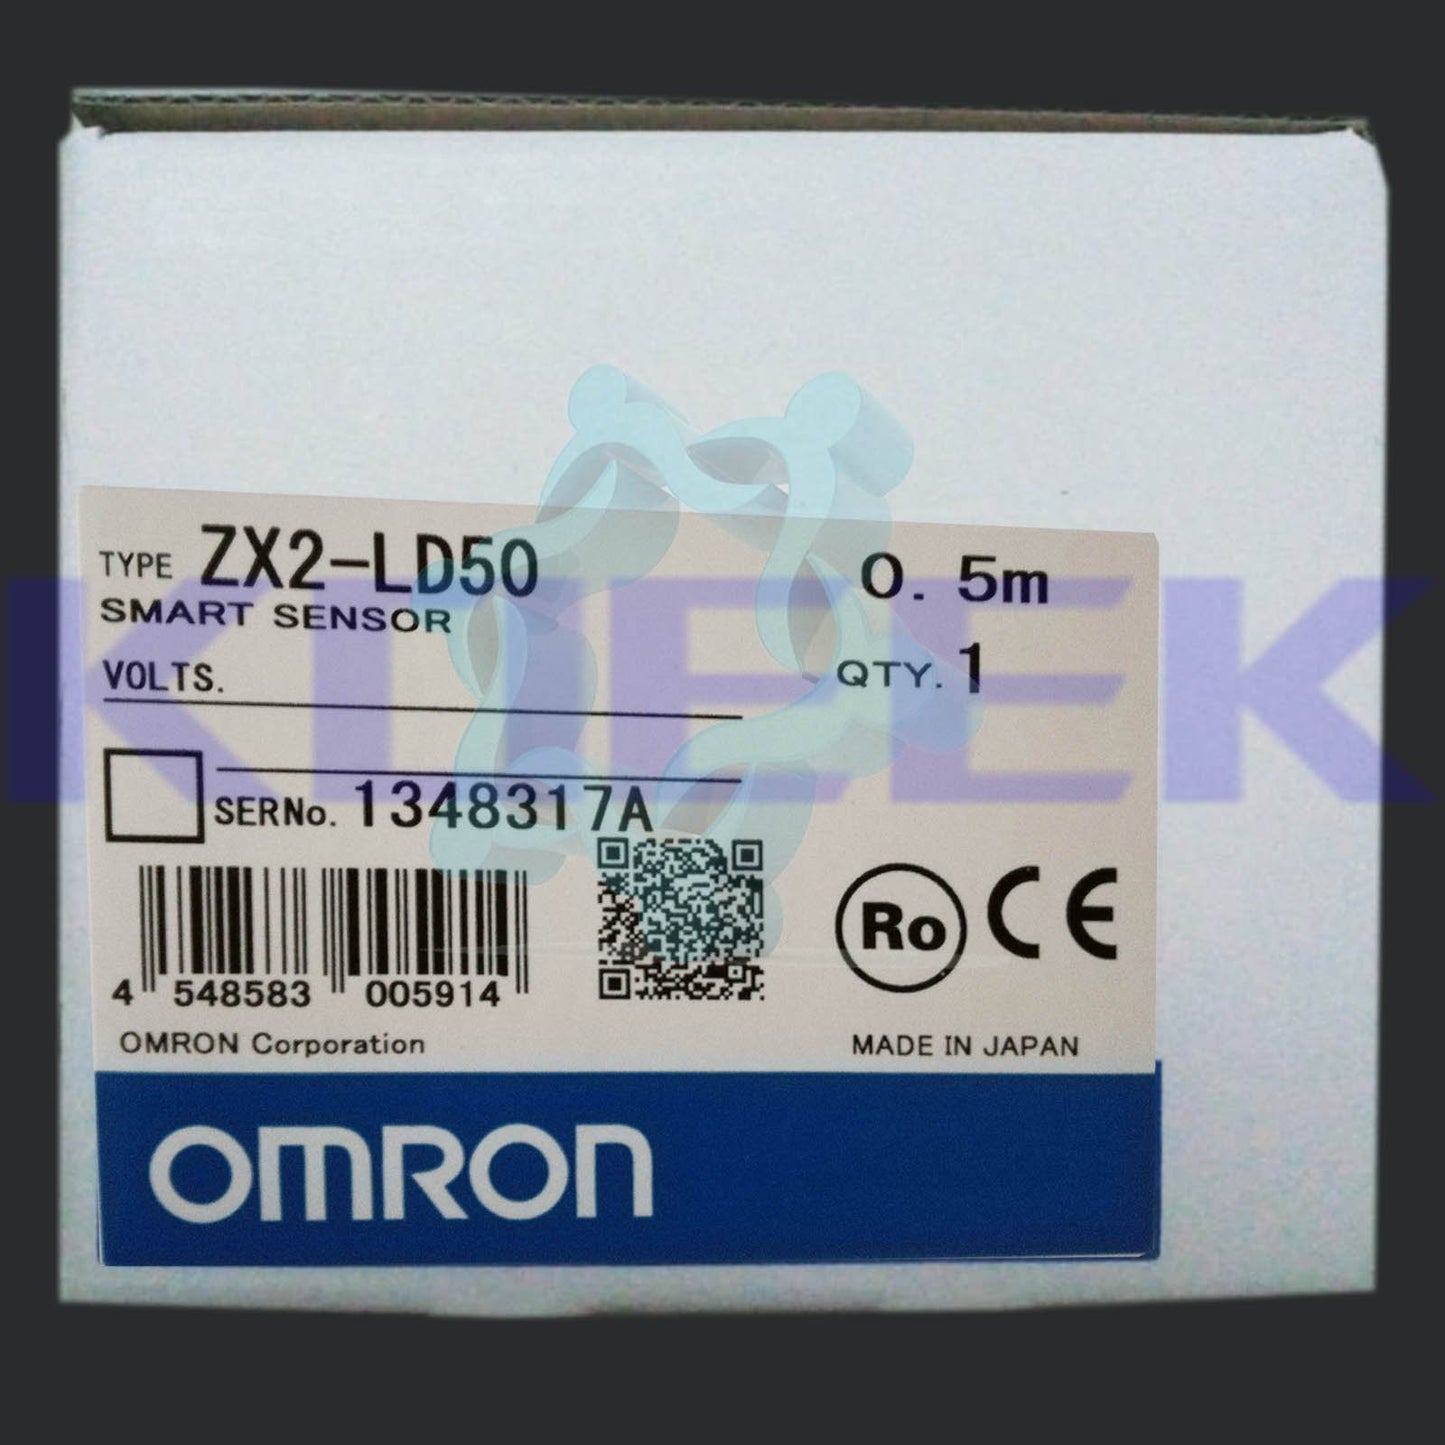 TYPE ZX2-LD50 0. 5m
SMART SENSOR
VOLTS. QTY. 1
SERNo. 1348317A
4 548583 005914
Ro CE
OMRON Corporation MADE IN JAPAN
OMRON